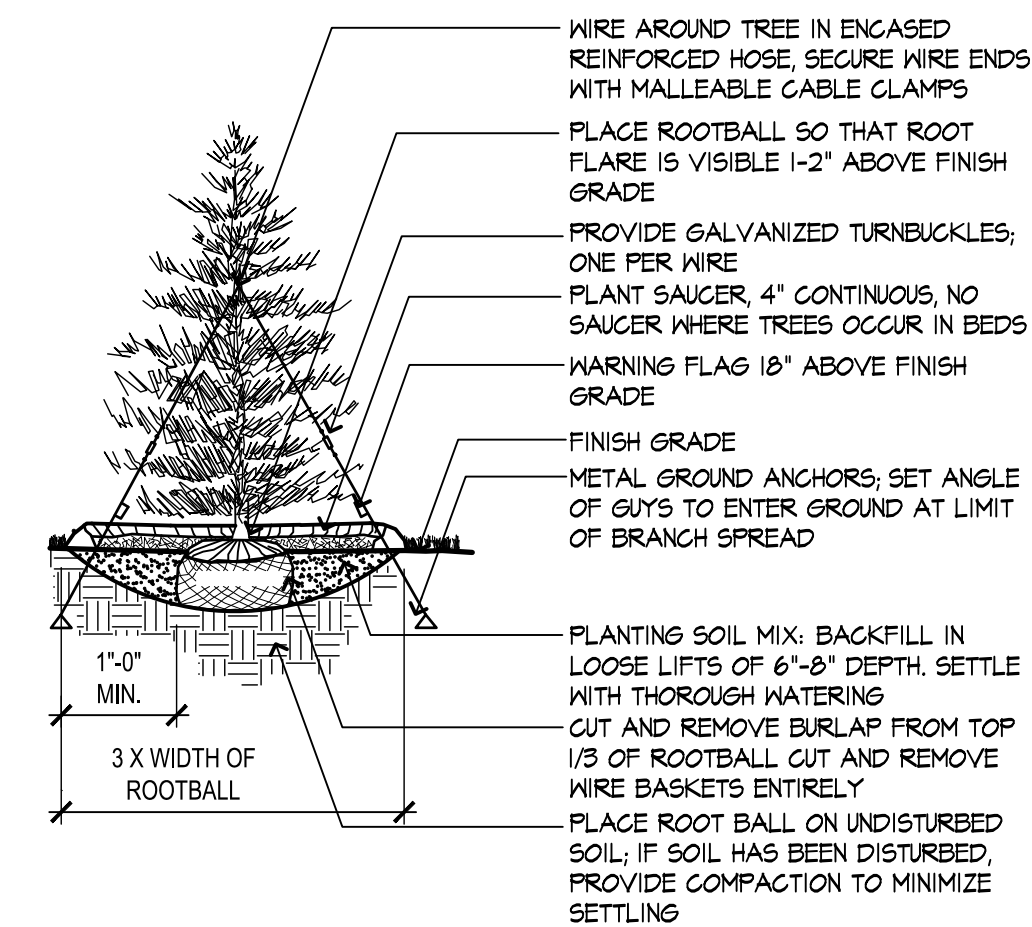 WIRE AROUND TREE IN ENCASED
REINFORCED HOSE, SECURE WIRE ENDS
WITH MALLEABLE CABLE CLAMPS
PLACE ROOTBALL SO THAT ROOT
FLARE IS VISIBLE 1-2" ABOVE FINISH
GRADE
PROVIDE GALVANIZED TURNBUCKLES;
ONE PER WIRE
PLANT SAUCER, 4" CONTINUOUS, NO
SAUCER WHERE TREES OCCUR IN BEDS
WARNING FLAG 18" ABOVE FINISH
GRADE
FINISH GRADE
METAL GROUND ANCHORS; SET ANGLE
OF GUYS TO ENTER GROUND AT LIMIT
OF BRANCH SPREAD
PLANTING SOIL MIX: BACKFILL IN
LOOSE LIFTS OF 6"-8" DEPTH. SETTLE
WITH THOROUGH WATERING
CUT AND REMOVE BURLAP FROM TOP
1/3 OF ROOTBALL CUT AND REMOVE
WIRE BASKETS ENTIRELY
PLACE ROOT BALL ON UNDISTURBED
SOIL; IF SOIL HAS BEEN DISTURBED,
PROVIDE COMPACTION TO MINIMIZE
SETTLING
1"-0"
MIN.
3 X WIDTH OF
ROOTBALL